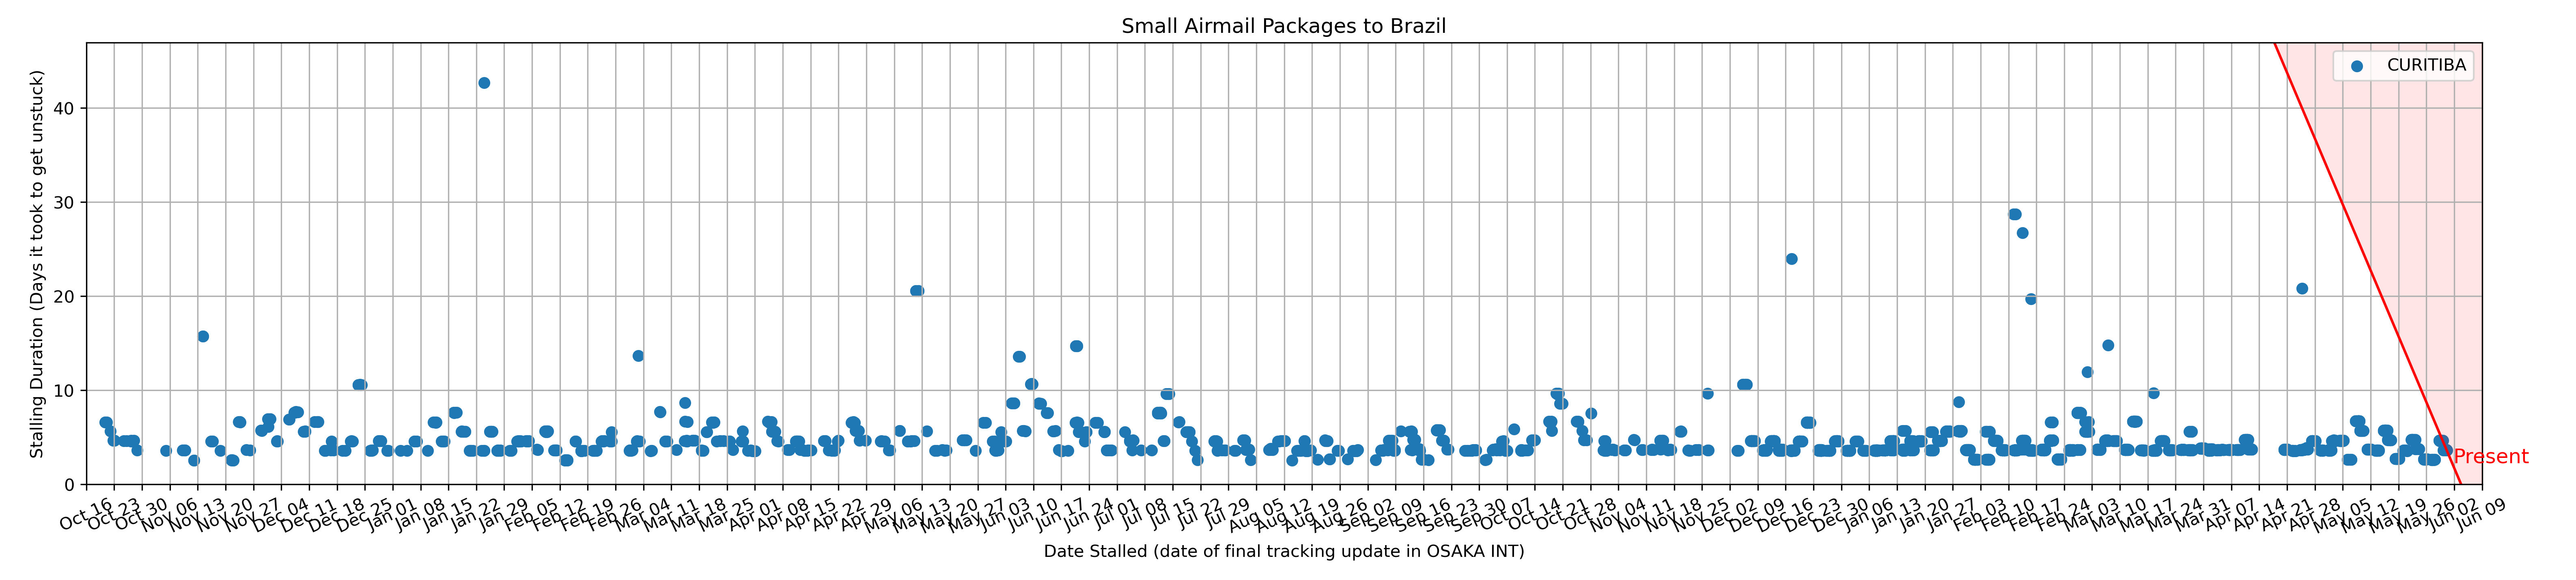 Small Airmail Packages to Brazil
CURITIBA
Stalling Duration (Days it took to get unstuck)
40
30
20
10
0
Present
Oct 16
Oct 23
Oct 30
Nov 06
Nov 13
Nov 20
Nov 27
Dec 04
Dec 11
Dec 18
Dec 25
Jan 01
Jan 08
Jan 15
Jan 22
Jan 29
Feb 05
Feb 12
Feb 19
Feb 26
Mar 04
Mar 11
Mar 18
Mar 25
Apr 01
Apr 08
Apr 15
Apr 22
Apr 29
May 06
May 13
May 20
May 27
Jun 03
Jun 10
Jun 17
Jun 24
Jul 01
Jul 08
Jul 15
Jul 22
Jul 29
Aug 05
Aug 12
Aug 19
Aug 26
Sep 02
Sep 09
Sep 16
Sep 23
Sep 30
Oct 07
Oct 14
Oct 21
Oct 28
Nov 04
Nov 11
Nov 18
Nov 25
Dec 02
Dec 09
Dec 16
Dec 23
Dec 30
Jan 06
Jan 13
Jan 20
Jan 27
Feb 03
Feb 10
Feb 17
Feb 24
Mar 03
Mar 10
Mar 17
Mar 24
Mar 31
Apr 07
Apr 14
Apr 21
Apr 28
May 05
May 12
May 19
May 26
Jun 02
Jun 09
Date Stalled (date of final tracking update in OSAKA INT)